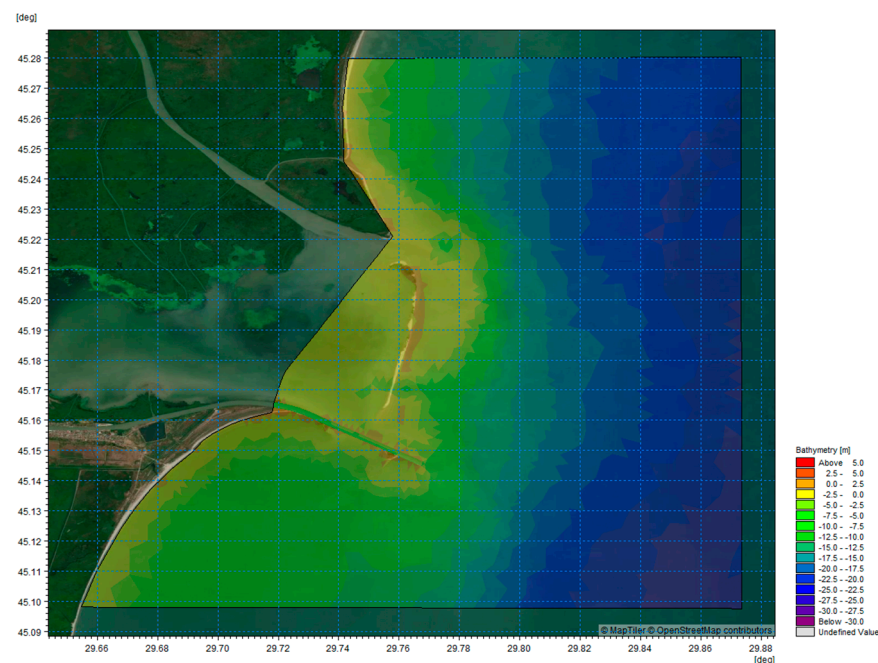 [deg]
45.28
45.27
45.26
45.25
45.24
45.23
45.22
45.21
45.20
45.19
45.18
45.17
45.16
45.15
45.14
45.13
45.12
45.11
45.10
45.09
29.66 29.68 29.70 29.72 29.74 29.76 29.78 29.80 29.82 29.84 29.86 29.88
[deg]
© MapTiler © OpenStreetMap contributors
Bathymetry [m]
Above 5.0
2.5 - 5.0
0.0 - 2.5
-2.5 - 0.0
-5.0 - -2.5
-7.5 - -5.0
-10.0 - -7.5
-12.5 - -10.0
-15.0 - -12.5
-17.5 - -15.0
-20.0 - -17.5
-22.5 - -20.0
-25.0 - -22.5
-27.5 - -25.0
-30.0 - -27.5
Below -30.0
Undefined Value